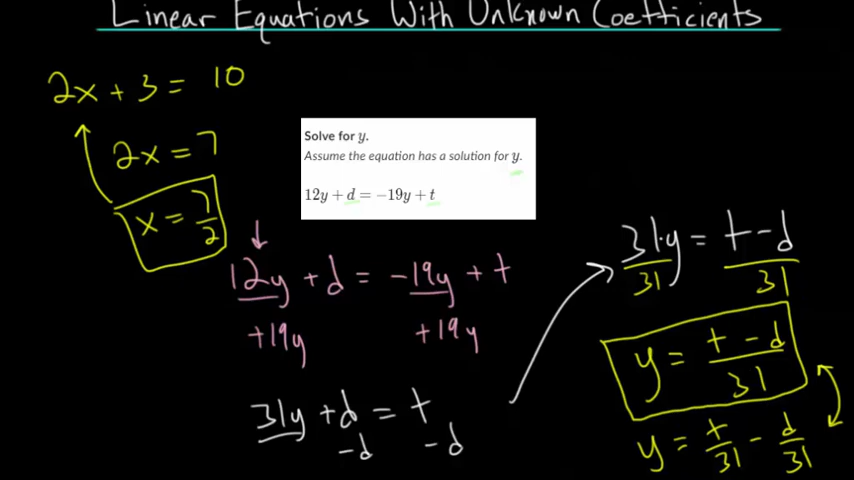 Linear Equations With Unknown Coefficients
2x + 3 = 10
2x = 7
x = 7/2
Solve for y.
Assume the equation has a solution for y.
12y + d = −19y + t
12y + d = -19y + t
+19y +19y
31y + d = t
-d -d
31·y = t - d
31 31
y = t - d / 31
y = t/31 - d/31